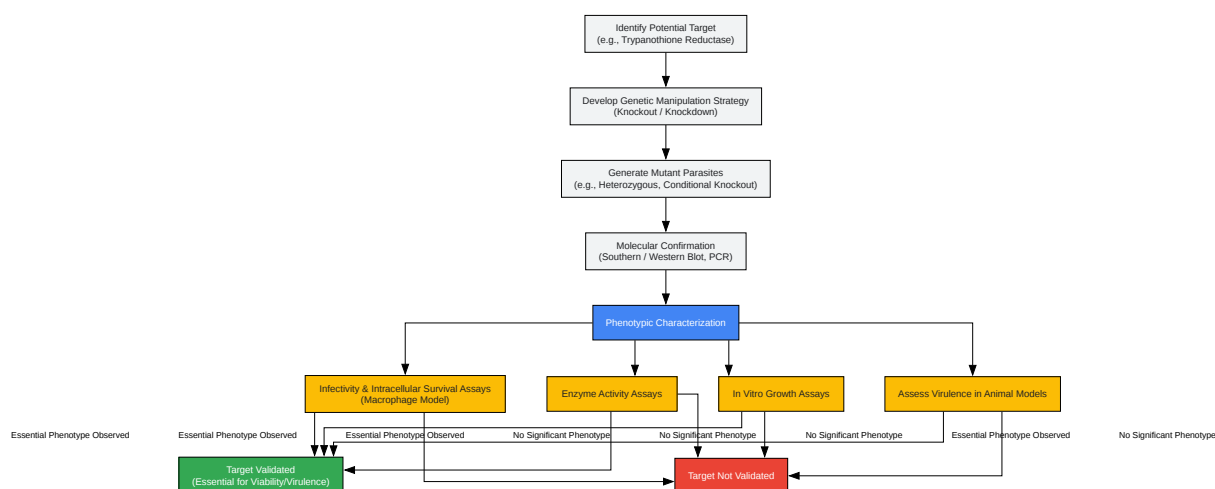 Identify Potential Target
(e.g., Trypanothione Reductase)
Develop Genetic Manipulation Strategy
(Knockout / Knockdown)
Generate Mutant Parasites
(e.g., Heterozygous, Conditional Knockout)
Molecular Confirmation
(Southern / Western Blot, PCR)
Phenotypic Characterization
Infectivity & Intracellular Survival Assays
(Macrophage Model)
Enzyme Activity Assays
In Vitro Growth Assays
Assess Virulence in Animal Models
Essential Phenotype Observed
Essential Phenotype Observed
Essential Phenotype Observed
No Significant Phenotype
No Significant Phenotype
No Significant Phenotype
Essential Phenotype Observed
No Significant Phenotype
Target Validated
(Essential for Viability/Virulence)
Target Not Validated